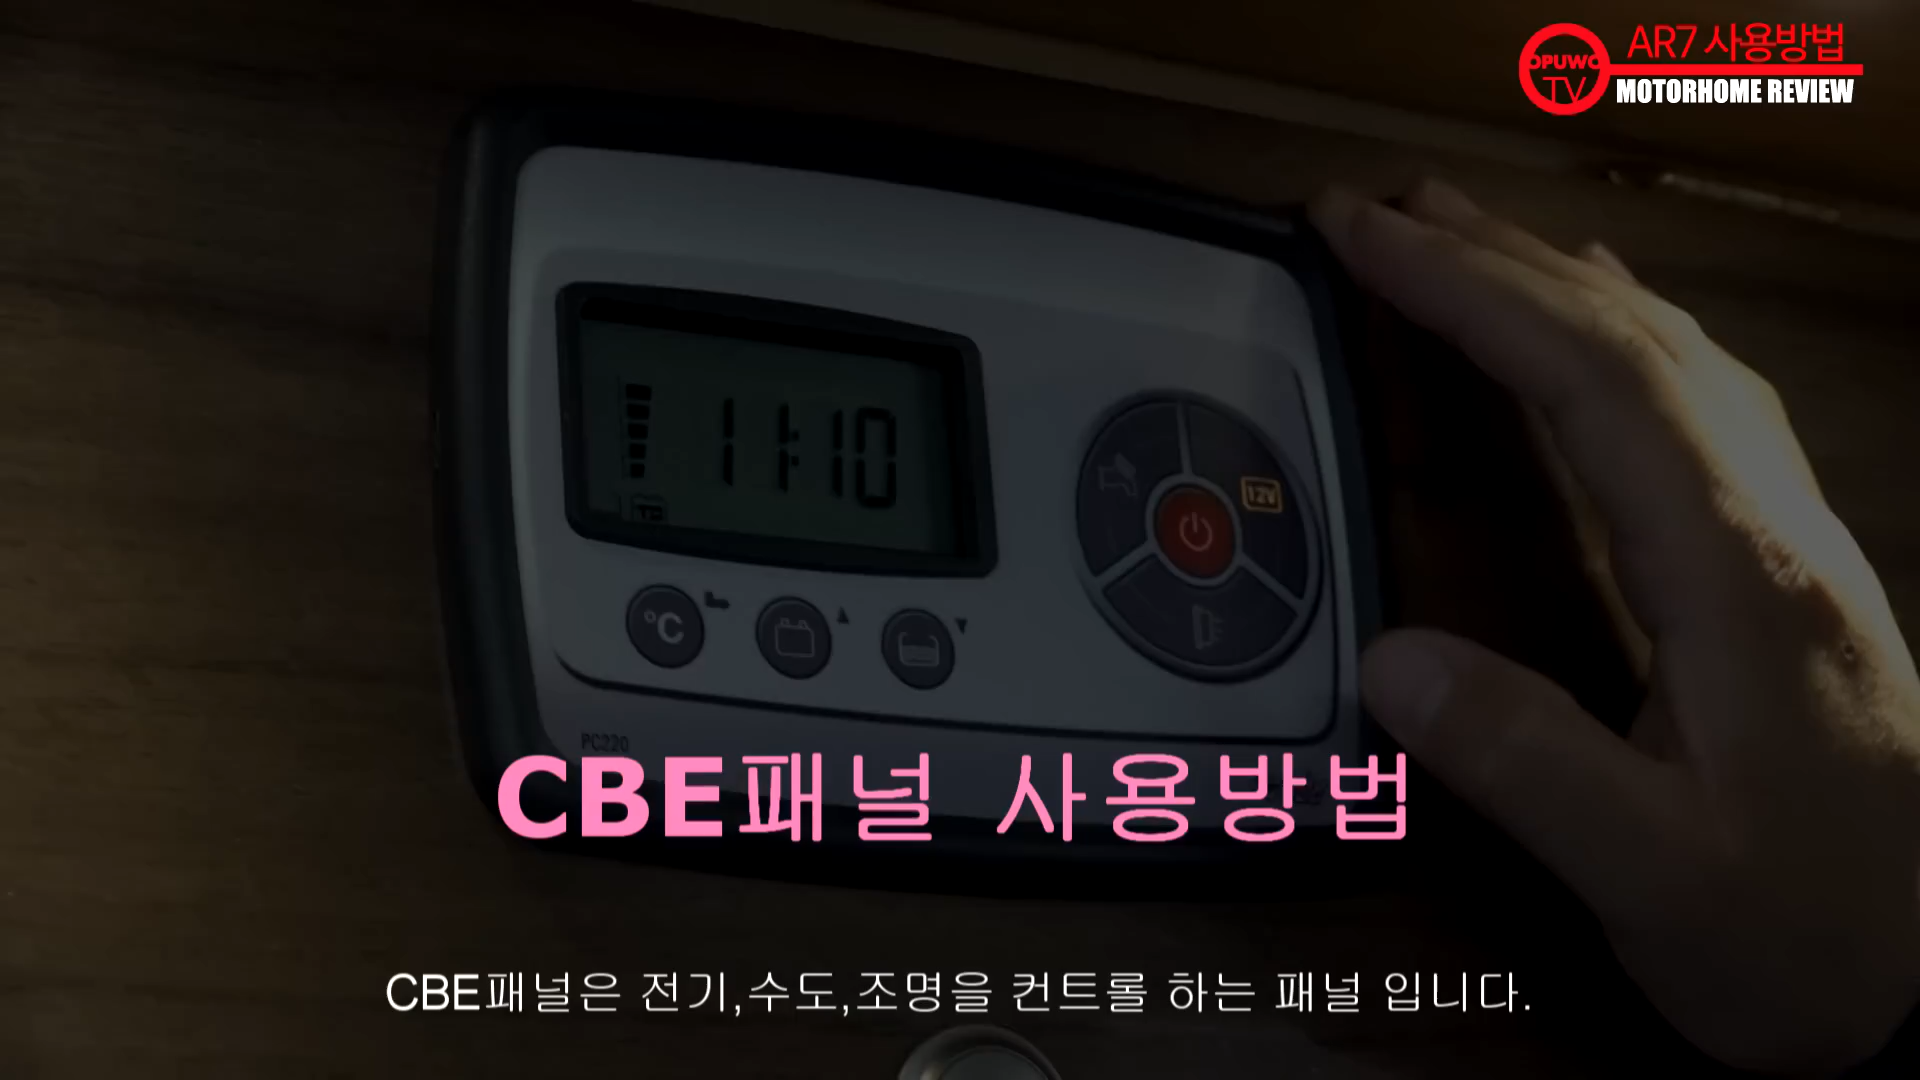 AR7 사용방법
OPUWO
TV
MOTORHOME REVIEW
11:10
12V
°C
PC220
CBE패널 사용방법
CBE패널은 전기,수도,조명을 컨트롤 하는 패널 입니다.